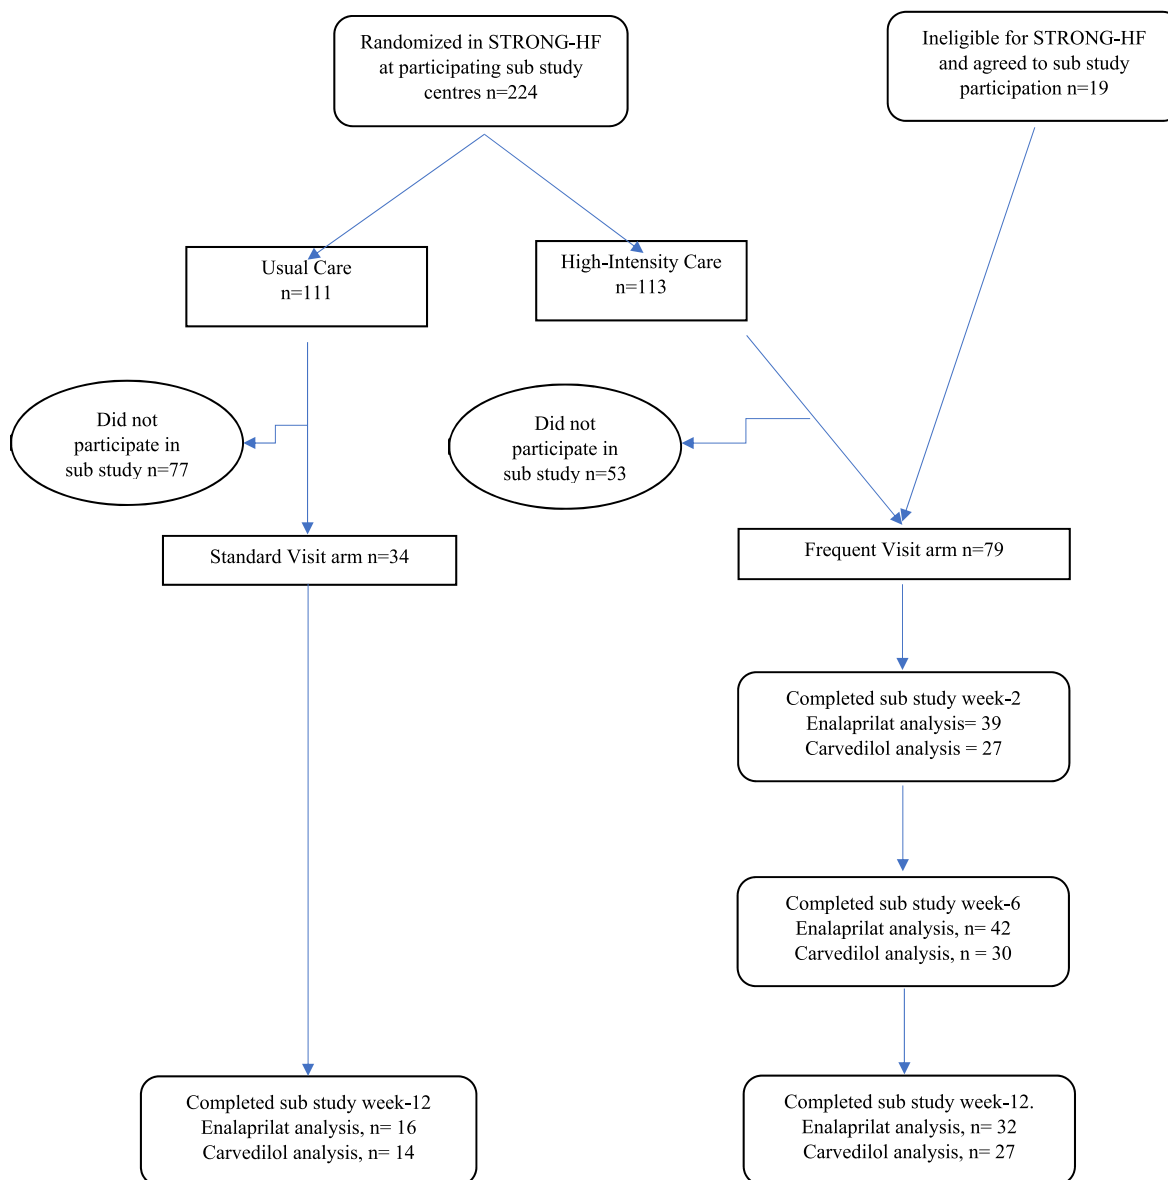 Randomized in STRONG-HF
at participating sub study
centres n=224
Ineligible for STRONG-HF
and agreed to sub study
participation n=19
Usual Care
n=111
High-Intensity Care
n=113
Did not
participate in
sub study n=77
Did not
participate in
sub study n=53
Standard Visit arm n=34
Frequent Visit arm n=79
Completed sub study week-2
Enalaprilat analysis= 39
Carvedilol analysis = 27
Completed sub study week-6
Enalaprilat analysis, n= 42
Carvedilol analysis, n = 30
Completed sub study week-12
Enalaprilat analysis, n= 16
Carvedilol analysis, n= 14
Completed sub study week-12.
Enalaprilat analysis, n= 32
Carvedilol analysis, n= 27